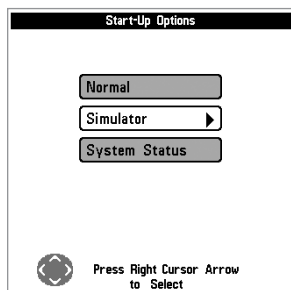 Start-Up Options
Normal
Simulator
System Status
Press Right Cursor Arrow
to Select